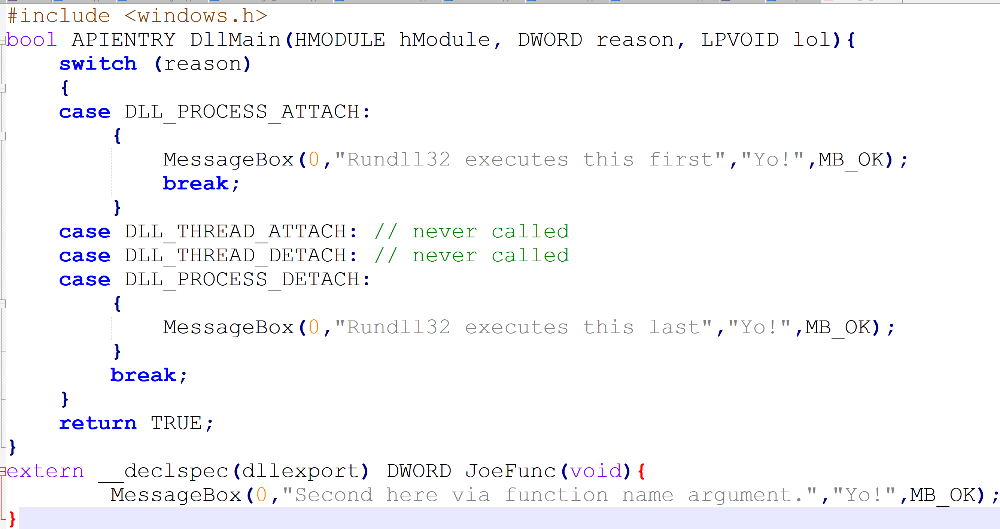 #include <windows.h>
bool APIENTRY DllMain(HMODULE hModule, DWORD reason, LPVOID lol){
    switch (reason)
    {
    case DLL_PROCESS_ATTACH:
        {
            MessageBox(0,"Rundll32 executes this first","Yo!",MB_OK);
            break;
        }
    case DLL_THREAD_ATTACH: // never called
    case DLL_THREAD_DETACH: // never called
    case DLL_PROCESS_DETACH:
        {
            MessageBox(0,"Rundll32 executes this last","Yo!",MB_OK);
        }
        break;
    }
    return TRUE;
}
extern __declspec(dllexport) DWORD JoeFunc(void){
        MessageBox(0,"Second here via function name argument.","Yo!",MB_OK);
}